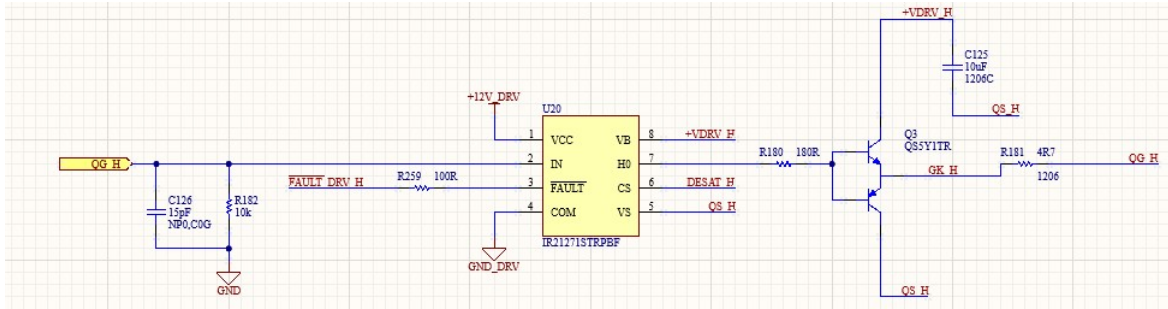 +VDRV_H
C125
10uF
1206C
QS_H
+12V_DRV
U20
Q3
QS5Y1TR
1 VCC VB 8 +VDRV_H
QG_H
2 IN H0 7 R180 180R
R181 4R7 QG_H
GK_H 1206
FAULT_DRV_H R259 100R 3 FAULT CS 6 DESAT_H
C126
15pF
NP0,C0G
R182
10k
4 COM VS 5 QS_H
IR21271STRPBF
GND_DRV
GND
QS_H